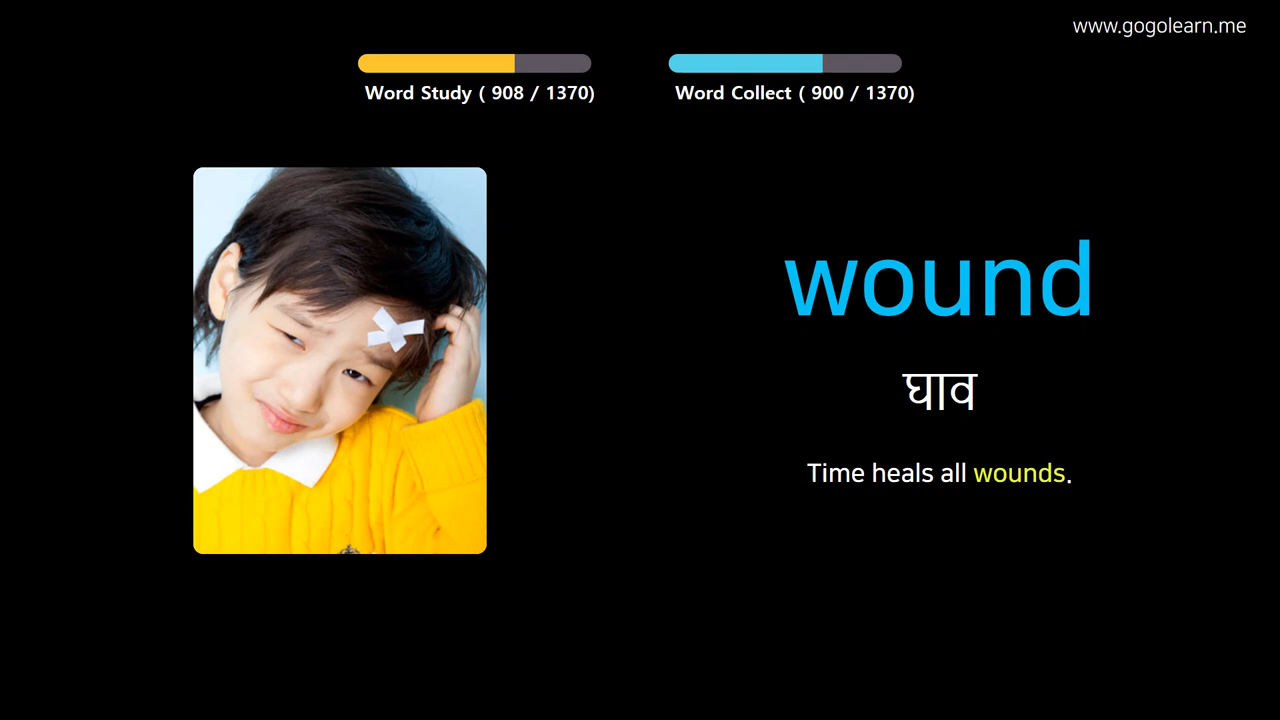 www.gogolearn.me
Word Study ( 908 / 1370)
Word Collect ( 900 / 1370)
wound
घाव
Time heals all wounds.